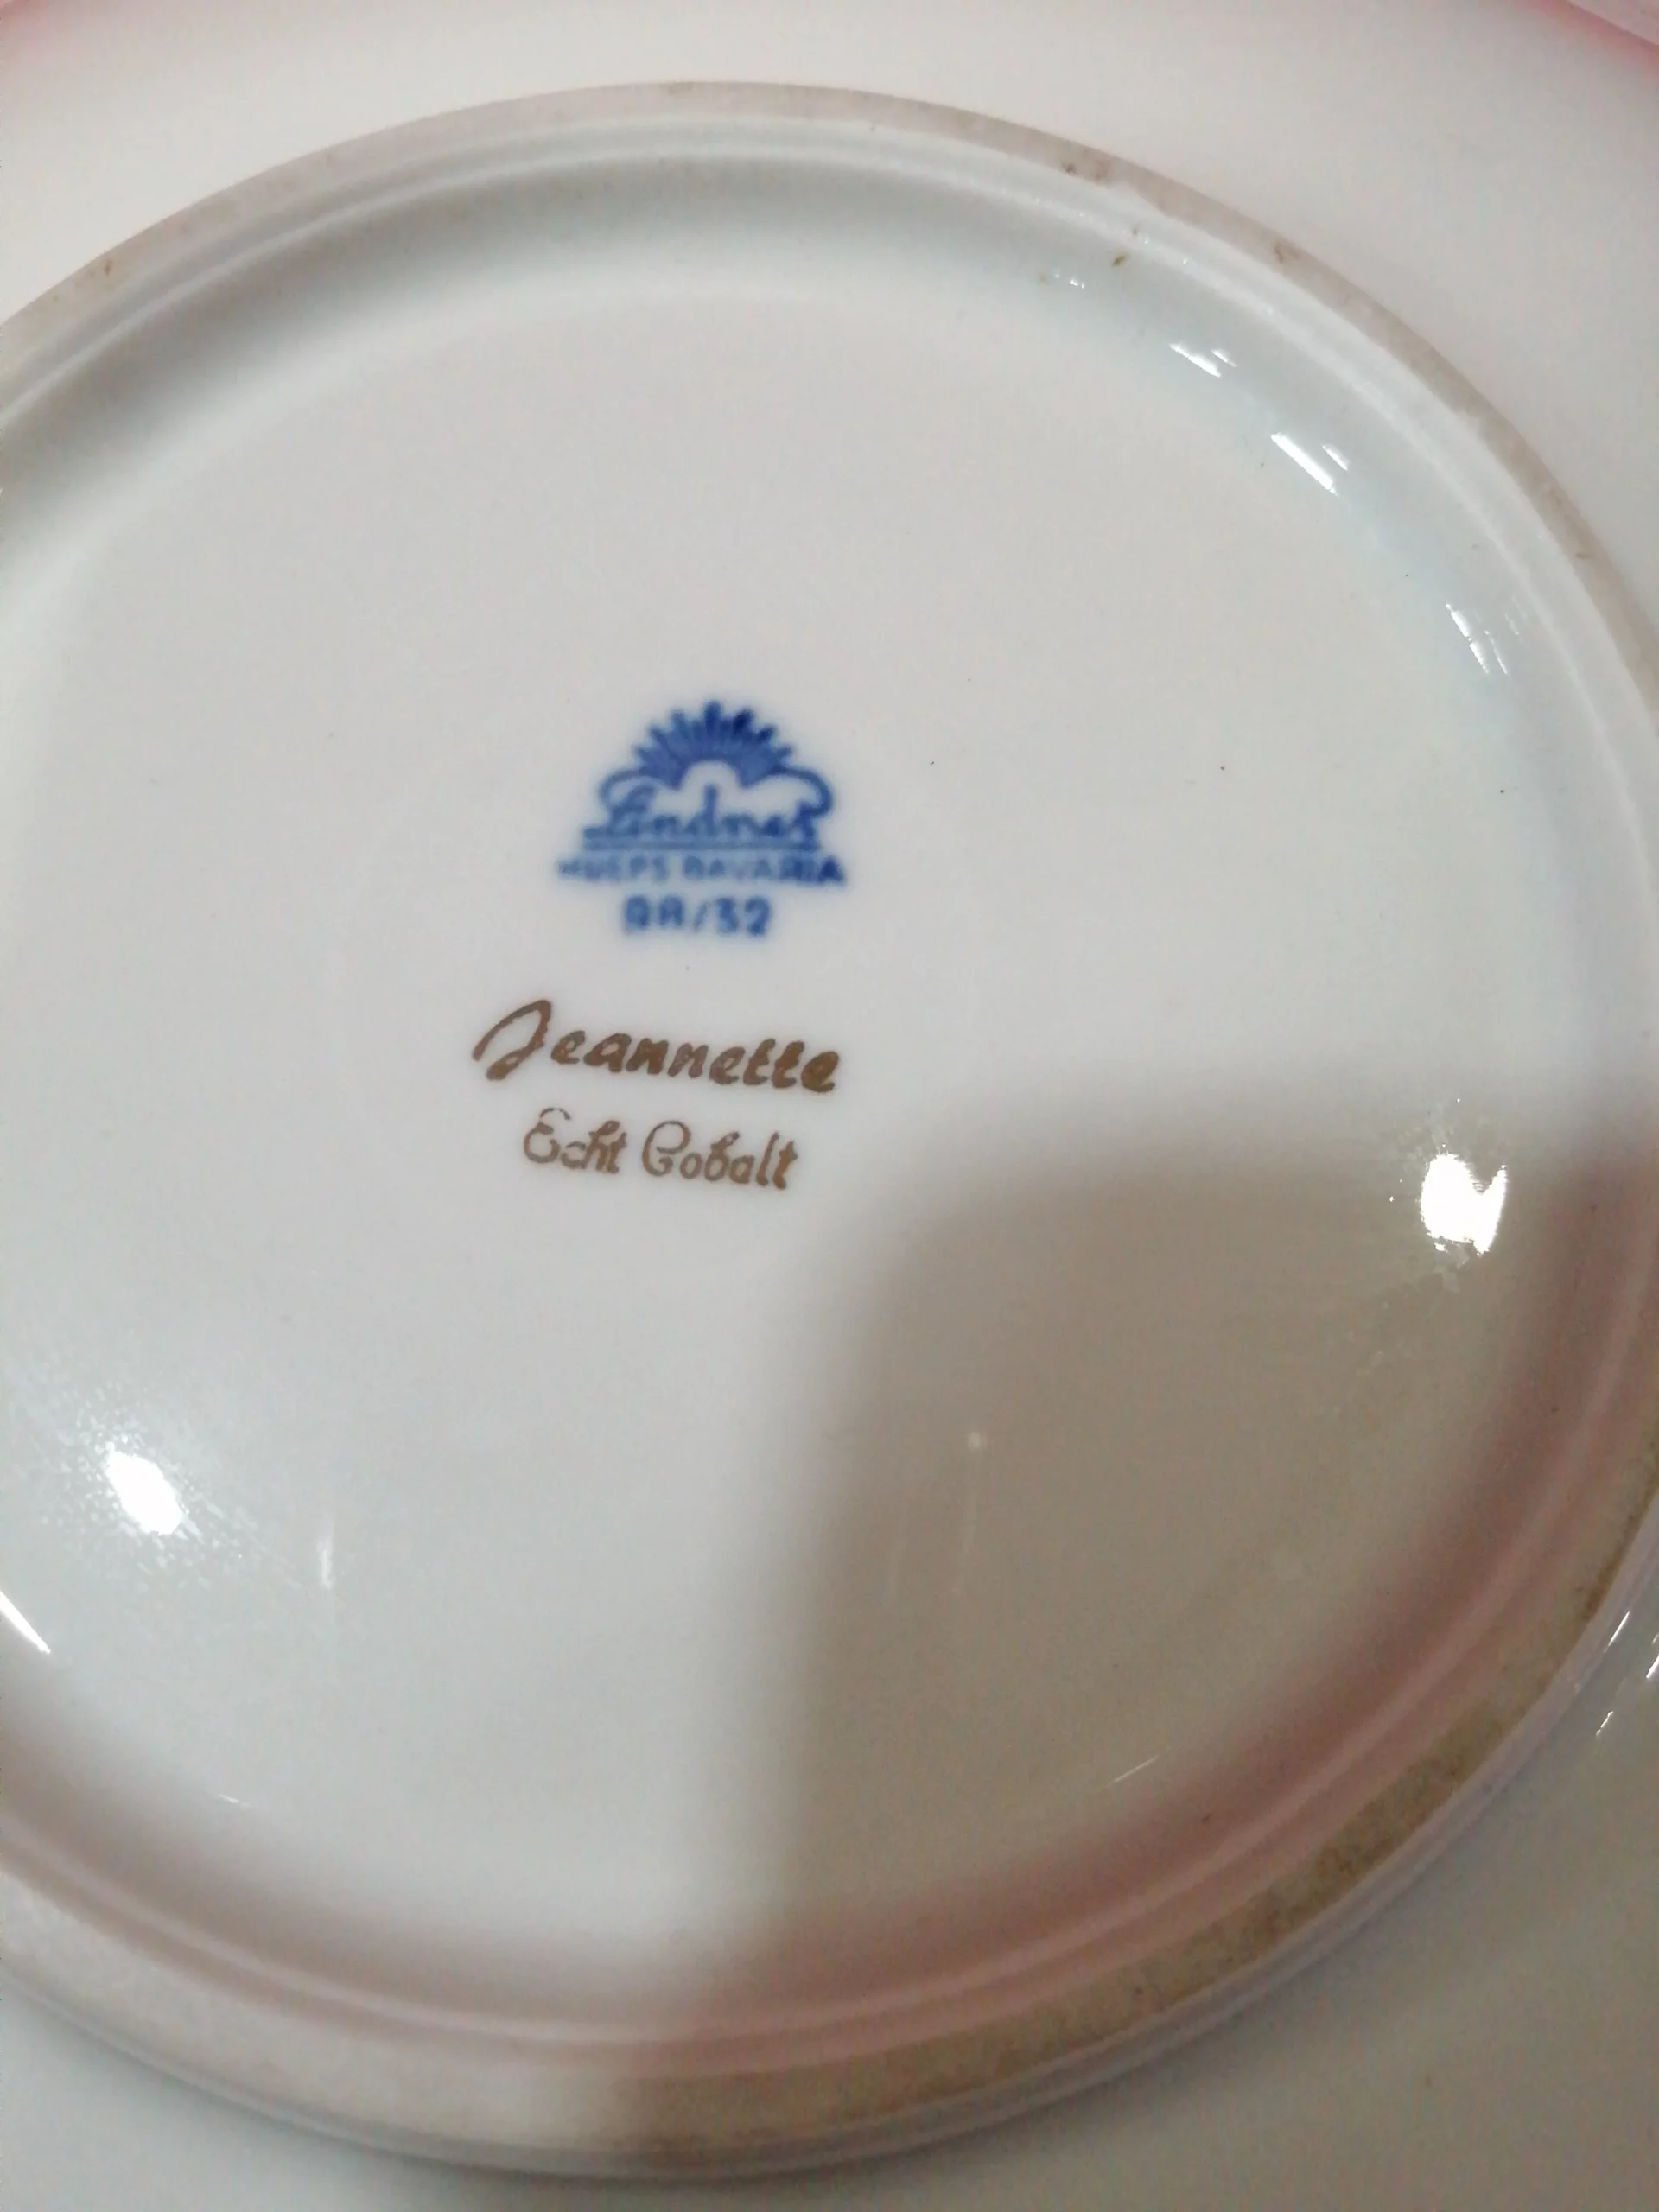 Lindner
KUEPS BAVARIA
Jeannette
Echt Cobalt